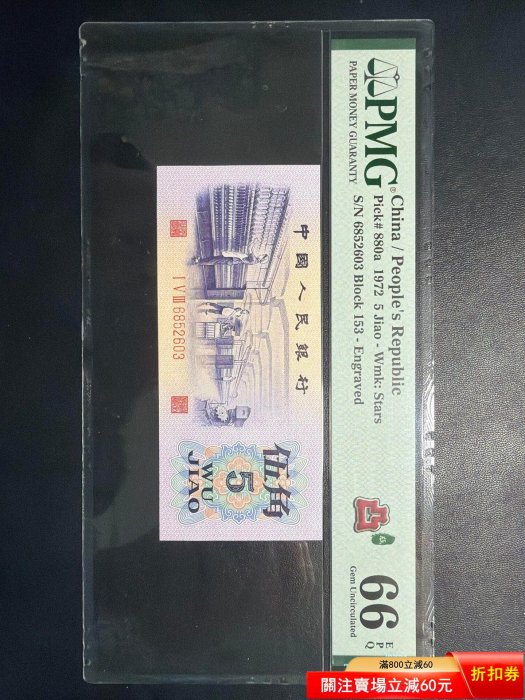 PMG®
PAPER MONEY GUARANTY
China / People's Republic
Pick# 880a 1972 5 Jiao - Wmk: Stars
S/N 6852603 Block 153 - Engraved
凸
66 EPQ
Gem Uncirculated
中國人民銀行
I V III 6852603
伍角
5
WU
JIAO
滿800立減60
關注賣場立減60元
折扣券